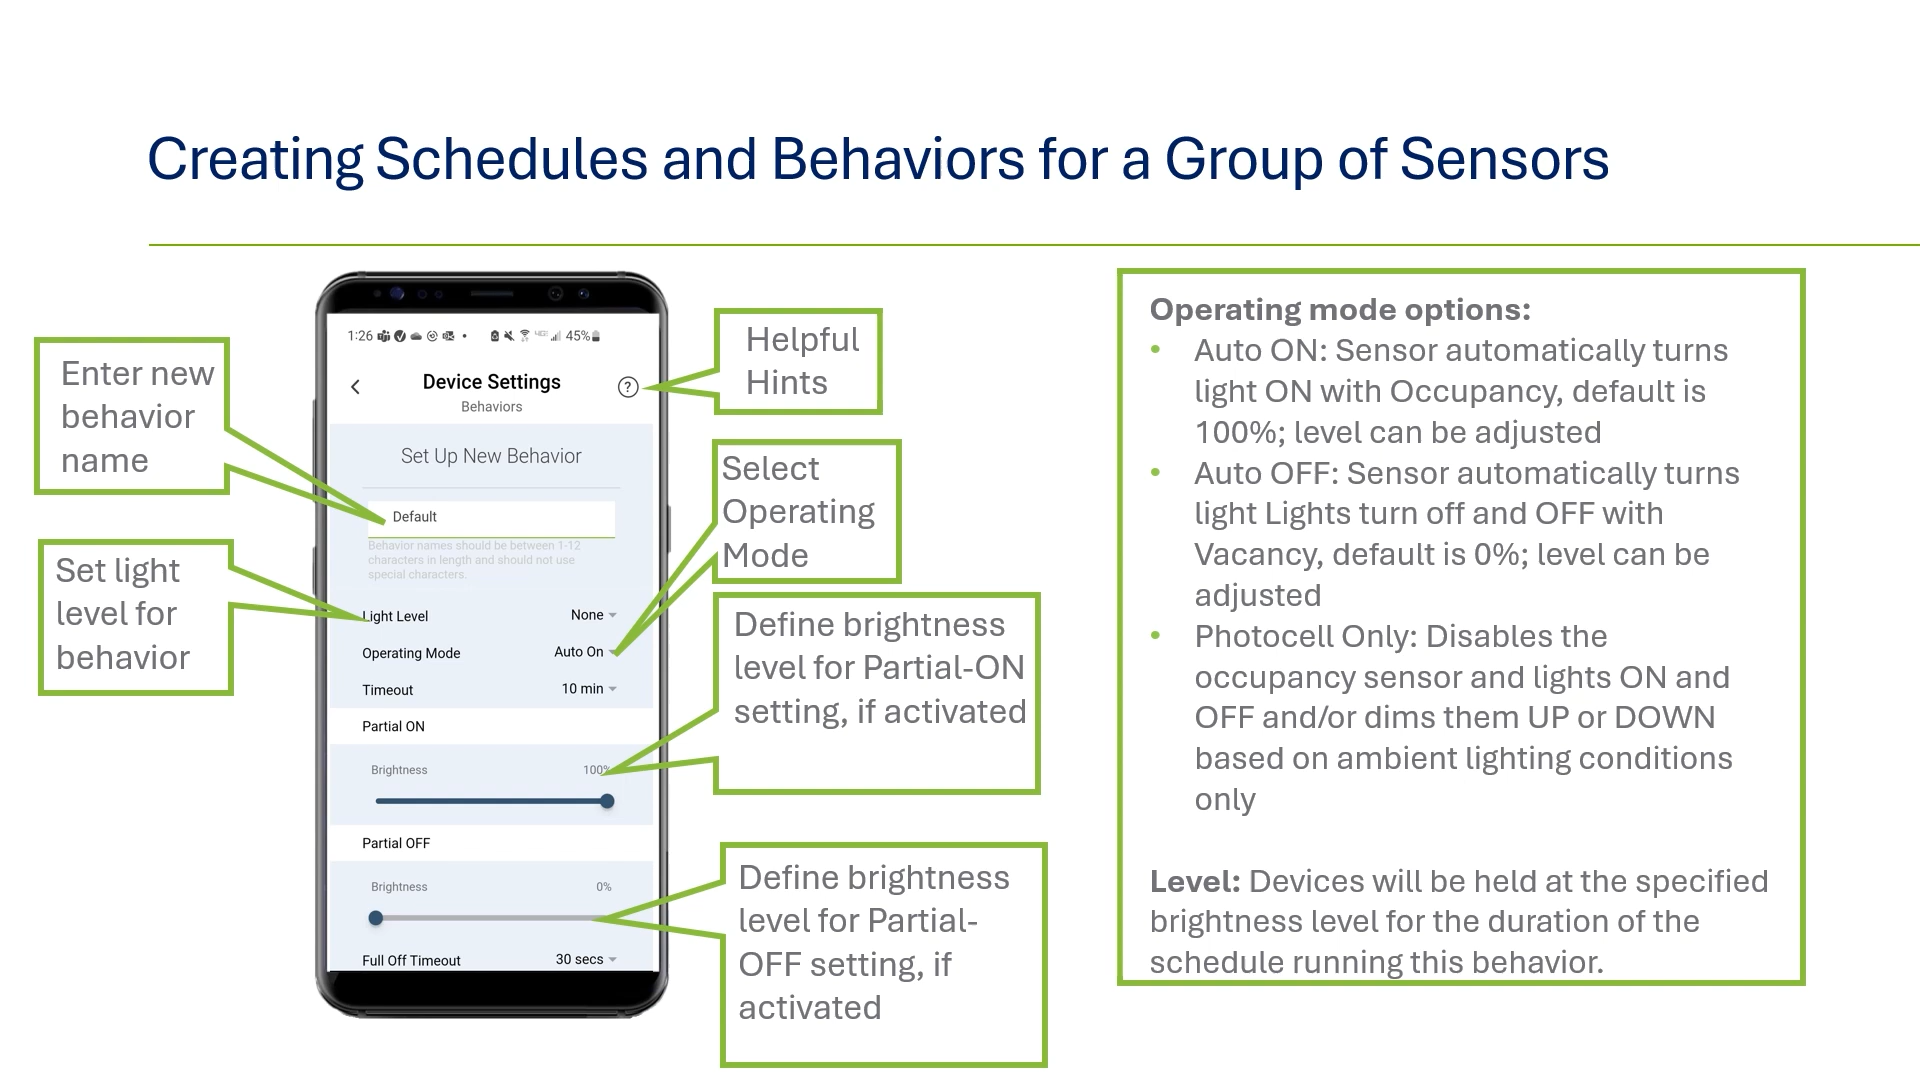 Creating Schedules and Behaviors for a Group of Sensors
Enter new
behavior
name
Set light
level for
behavior
1:26
45%
Device Settings
Behaviors
Set Up New Behavior
Default
Behavior names should be between 1-12
characters in length and should not use
special characters.
Light Level None
Operating Mode Auto On
Timeout 10 min
Partial ON
Brightness 100%
Partial OFF
Brightness 0%
Full Off Timeout 30 secs
Helpful
Hints
Select
Operating
Mode
Define brightness
level for Partial-ON
setting, if activated
Define brightness
level for Partial-
OFF setting, if
activated
Operating mode options:
• Auto ON: Sensor automatically turns
light ON with Occupancy, default is
100%; level can be adjusted
• Auto OFF: Sensor automatically turns
light Lights turn off and OFF with
Vacancy, default is 0%; level can be
adjusted
• Photocell Only: Disables the
occupancy sensor and lights ON and
OFF and/or dims them UP or DOWN
based on ambient lighting conditions
only
Level: Devices will be held at the specified
brightness level for the duration of the
schedule running this behavior.